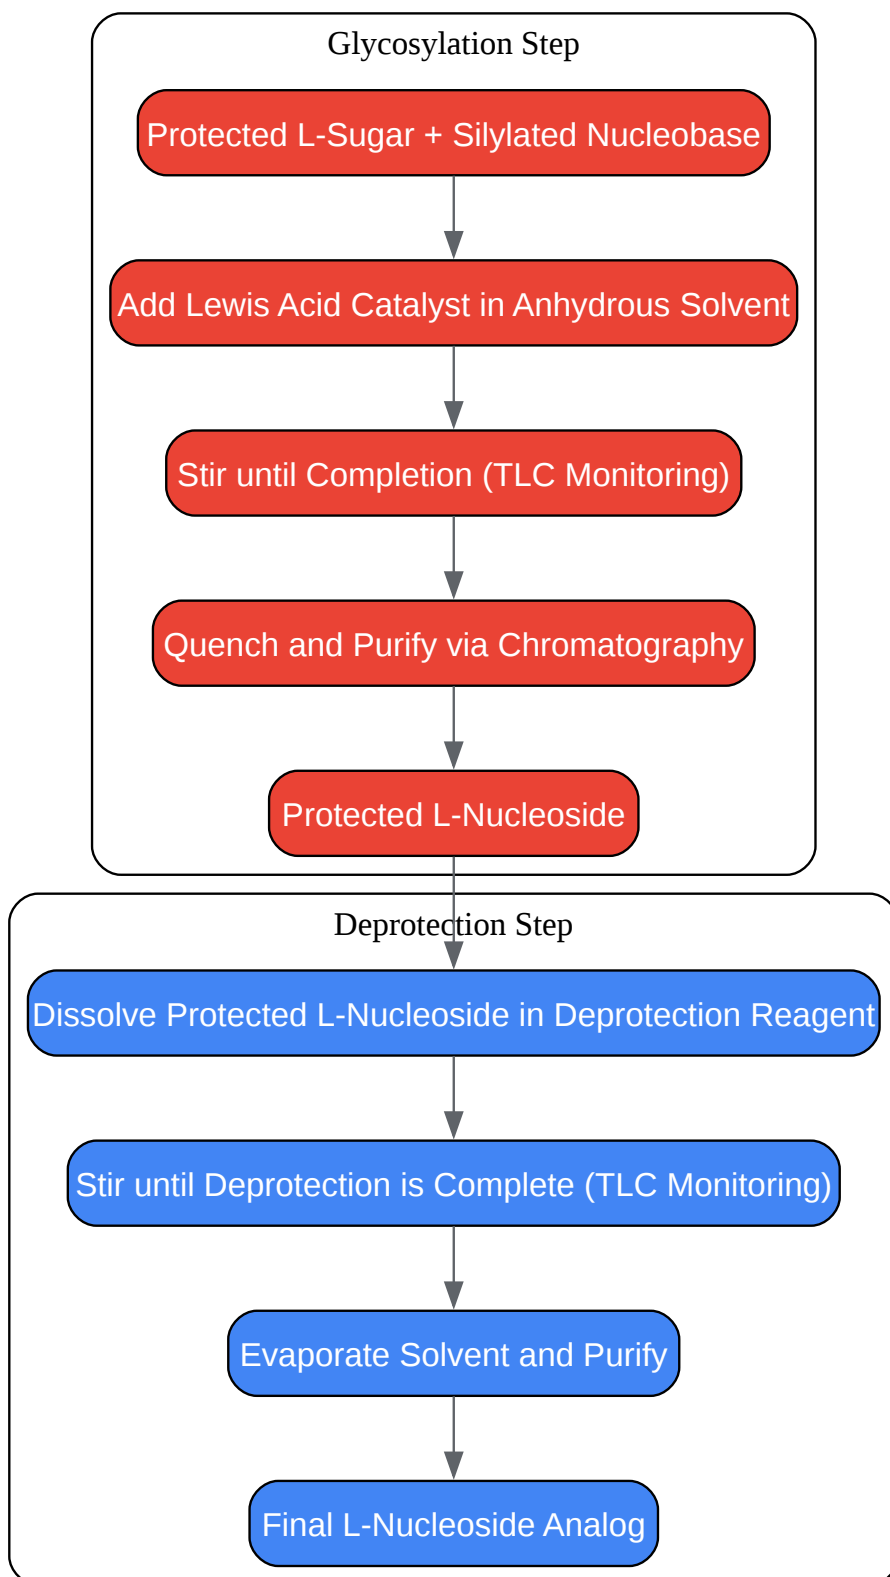 Glycosylation Step
Protected L-Sugar + Silylated Nucleobase
Add Lewis Acid Catalyst in Anhydrous Solvent
Stir until Completion (TLC Monitoring)
Quench and Purify via Chromatography
Protected L-Nucleoside
Deprotection Step
Dissolve Protected L-Nucleoside in Deprotection Reagent
Stir until Deprotection is Complete (TLC Monitoring)
Evaporate Solvent and Purify
Final L-Nucleoside Analog